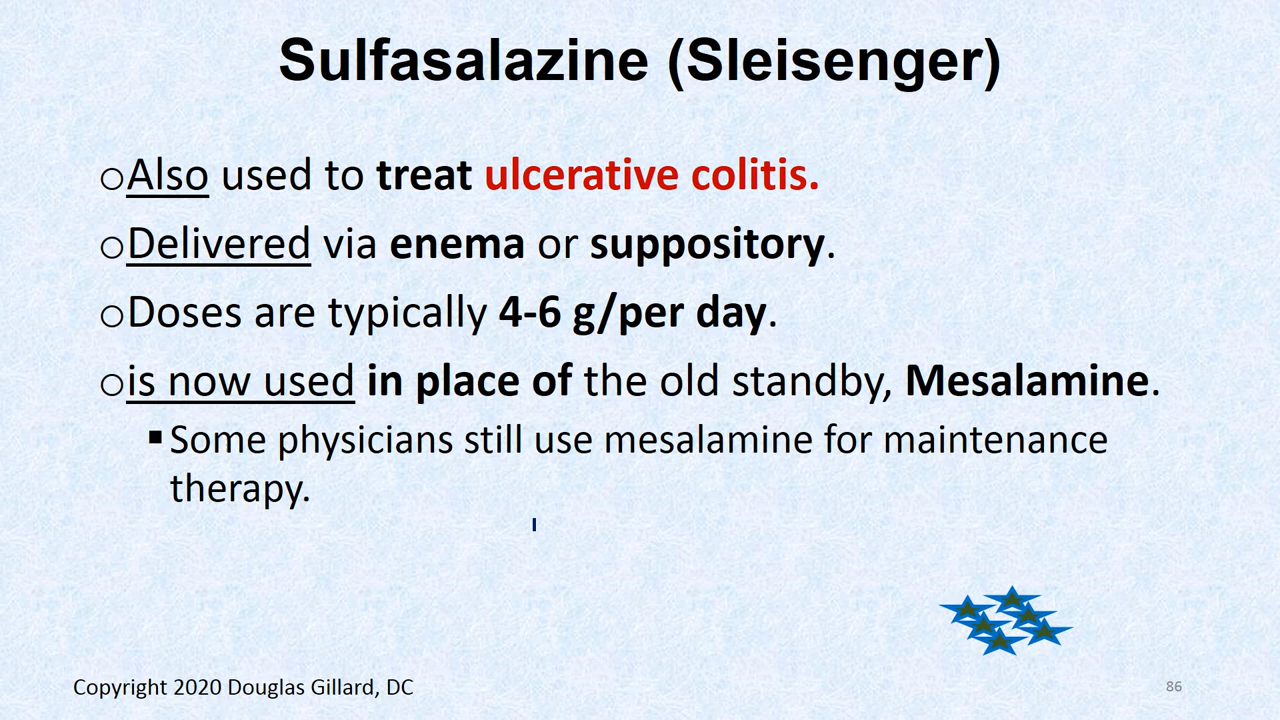 Sulfasalazine (Sleisenger)
oAlso used to treat ulcerative colitis.
oDelivered via enema or suppository.
oDoses are typically 4-6 g/per day.
ois now used in place of the old standby, Mesalamine.
▪Some physicians still use mesalamine for maintenance
therapy.
Copyright 2020 Douglas Gillard, DC
86